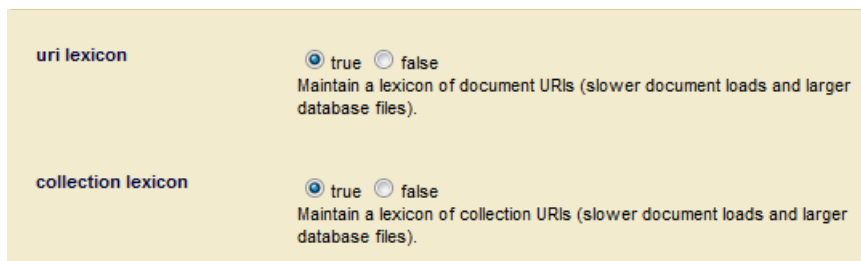 uri lexicon
true false
Maintain a lexicon of document URIs (slower document loads and larger
database files).
collection lexicon
true false
Maintain a lexicon of collection URIs (slower document loads and larger
database files).